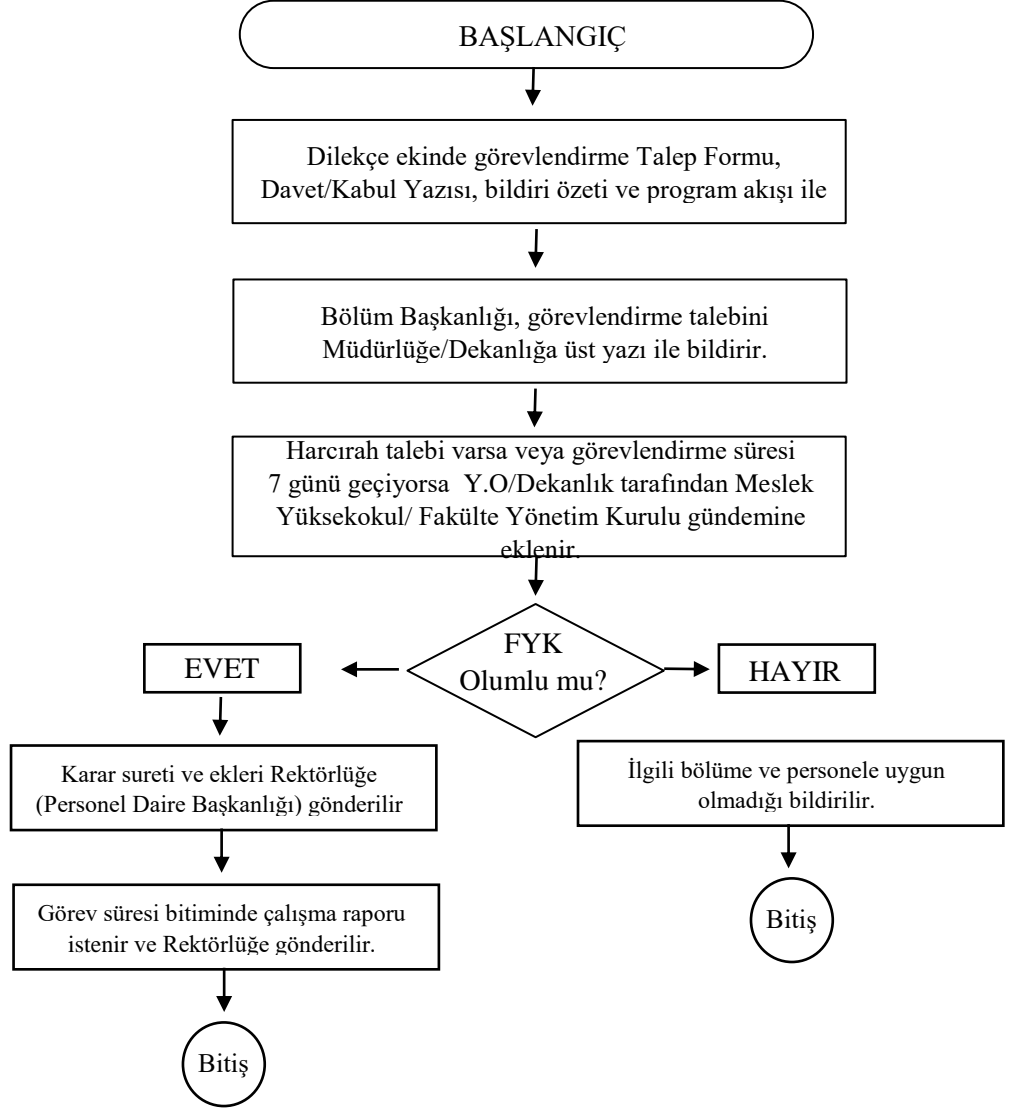 BAŞLANGIÇ
Dilekçe ekinde görevlendirme Talep Formu,
Davet/Kabul Yazısı, bildiri özeti ve program akışı ile
Bölüm Başkanlığı, görevlendirme talebini
Müdürlüğe/Dekanlığa üst yazı ile bildirir.
Harcırah talebi varsa veya görevlendirme süresi
7 günü geçiyorsa Y.O/Dekanlık tarafından Meslek
Yüksekokul/ Fakülte Yönetim Kurulu gündemine
eklenir.
FYK
Olumlu mu?
EVET
HAYIR
Karar sureti ve ekleri Rektörlüğe
(Personel Daire Başkanlığı) gönderilir
İlgili bölüme ve personele uygun
olmadığı bildirilir.
Görev süresi bitiminde çalışma raporu
istenir ve Rektörlüğe gönderilir.
Bitiş
Bitiş